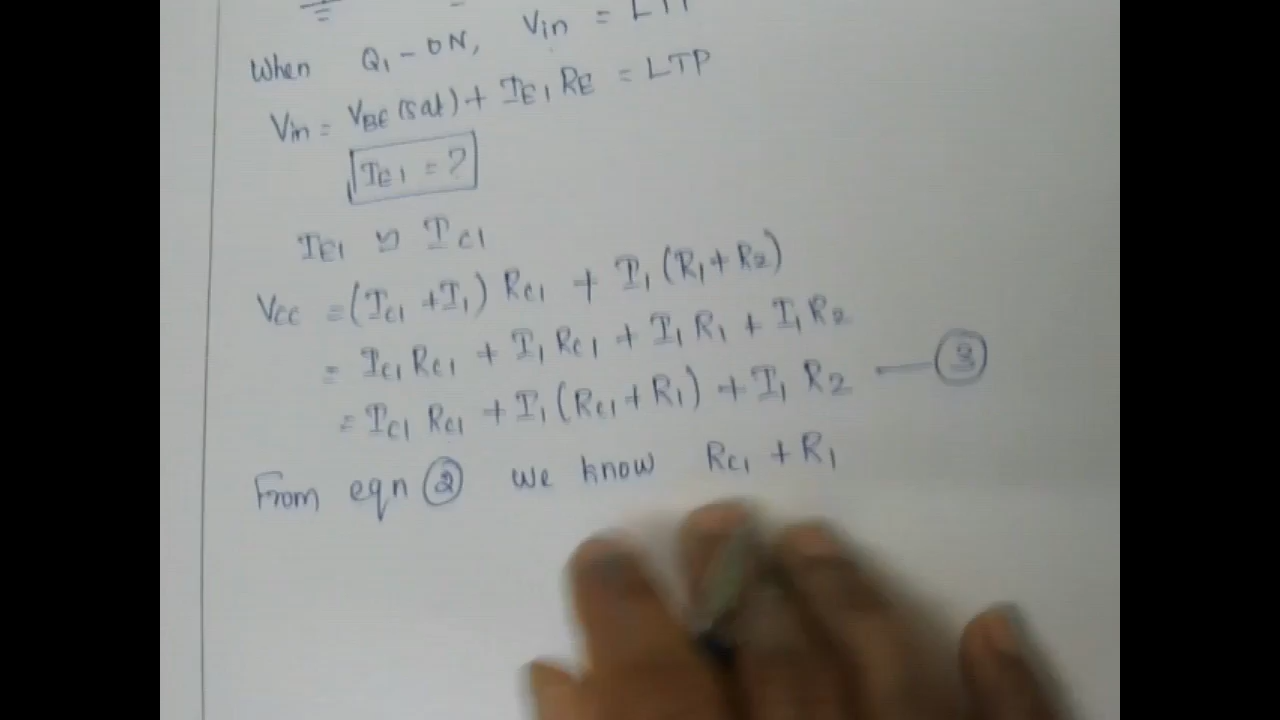 When Q1 - ON, Vin = LTP
Vin = VBE (sat) + IE1 RE = LTP
IE1 = ?
IE1 ≃ IC1
VCC = (IC1 + I1) RC1 + I1 (R1 + R2)
= IC1 RC1 + I1 RC1 + I1 R1 + I1 R2
= IC1 RC1 + I1 (RC1 + R1) + I1 R2 — ③
From eqn ② we know RC1 + R1